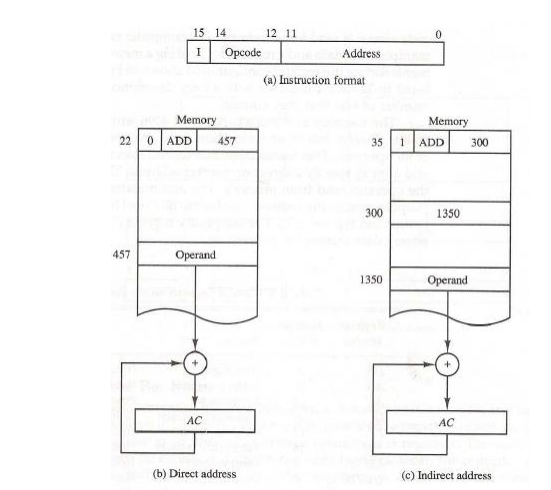 15 14 12 11 0
I Opcode Address
(a) Instruction format
Memory
22 0 ADD 457
457 Operand
+
AC
(b) Direct address
Memory
35 1 ADD 300
300 1350
1350 Operand
+
AC
(c) Indirect address